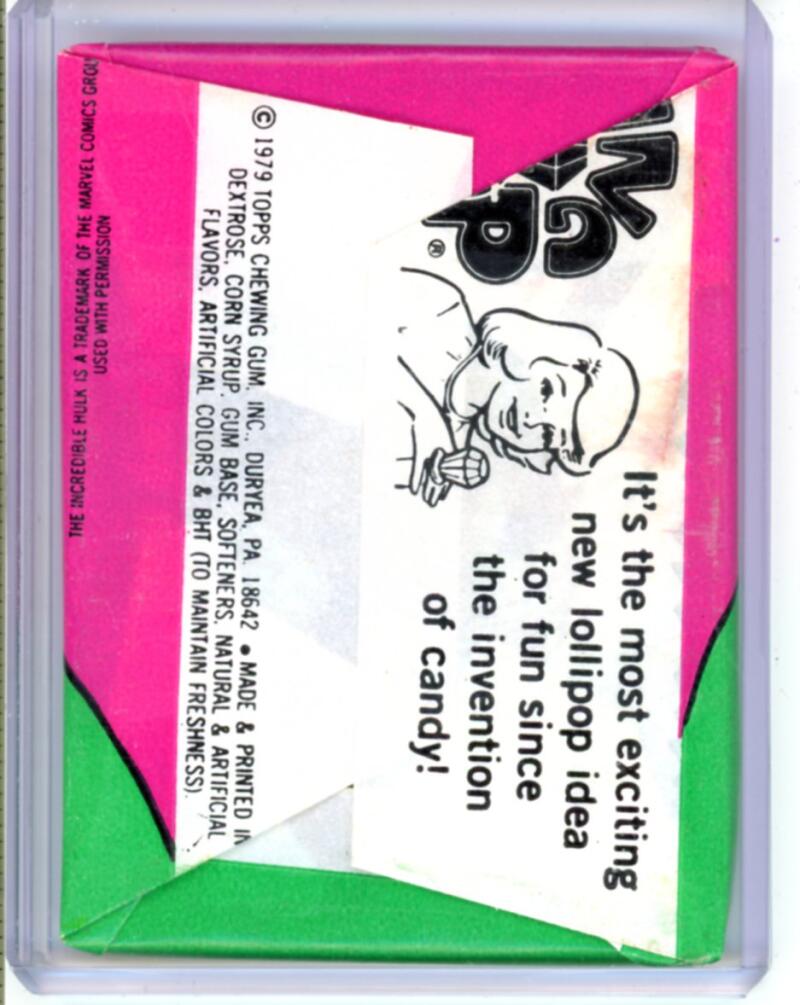 ING
P®
It's the most exciting
new lollipop idea
for fun since
the invention
of candy!
© 1979 TOPPS CHEWING GUM, INC., DURYEA, PA. 18642 • MADE & PRINTED IN
DEXTROSE, CORN SYRUP, GUM BASE, SOFTENERS, NATURAL & ARTIFICIAL
FLAVORS, ARTIFICIAL COLORS & BHT (TO MAINTAIN FRESHNESS).
THE INCREDIBLE HULK IS A TRADEMARK OF THE MARVEL COMICS GROU
USED WITH PERMISSION